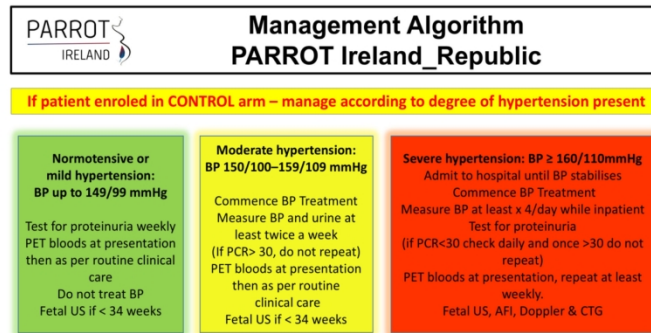 PARROT
IRELAND
Management Algorithm
PARROT Ireland_Republic
If patient enroled in CONTROL arm – manage according to degree of hypertension present
Normotensive or
mild hypertension:
BP up to 149/99 mmHg
Test for proteinuria weekly
PET bloods at presentation
then as per routine clinical
care
Do not treat BP
Fetal US if < 34 weeks
Moderate hypertension:
BP 150/100–159/109 mmHg
Commence BP Treatment
Measure BP and urine at
least twice a week
(If PCR> 30, do not repeat)
PET bloods at presentation
then as per routine
clinical care
Fetal US if < 34 weeks
Severe hypertension: BP ≥ 160/110mmHg
Admit to hospital until BP stabilises
Commence BP Treatment
Measure BP at least x 4/day while inpatient
Test for proteinuria
(if PCR<30 check daily and once >30 do not
repeat)
PET bloods at presentation, repeat at least
weekly.
Fetal US, AFI, Doppler & CTG